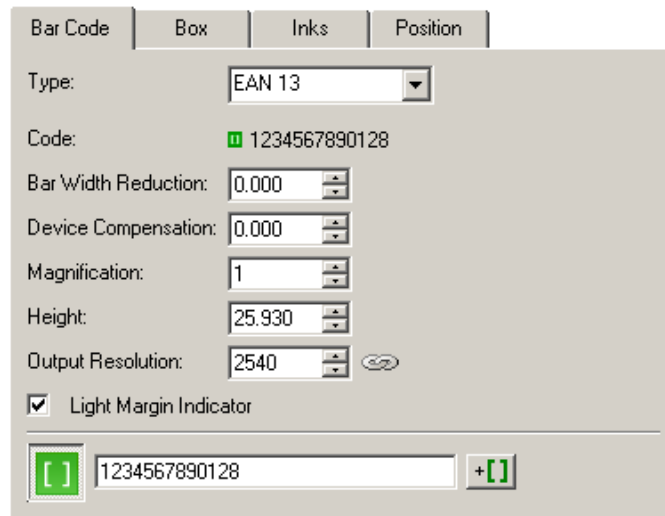 Bar Code Box Inks Position
Type: EAN 13
Code: [] 1234567890128
Bar Width Reduction: 0.000
Device Compensation: 0.000
Magnification: 1
Height: 25.930
Output Resolution: 2540
Light Margin Indicator
[ ] 1234567890128 +[]